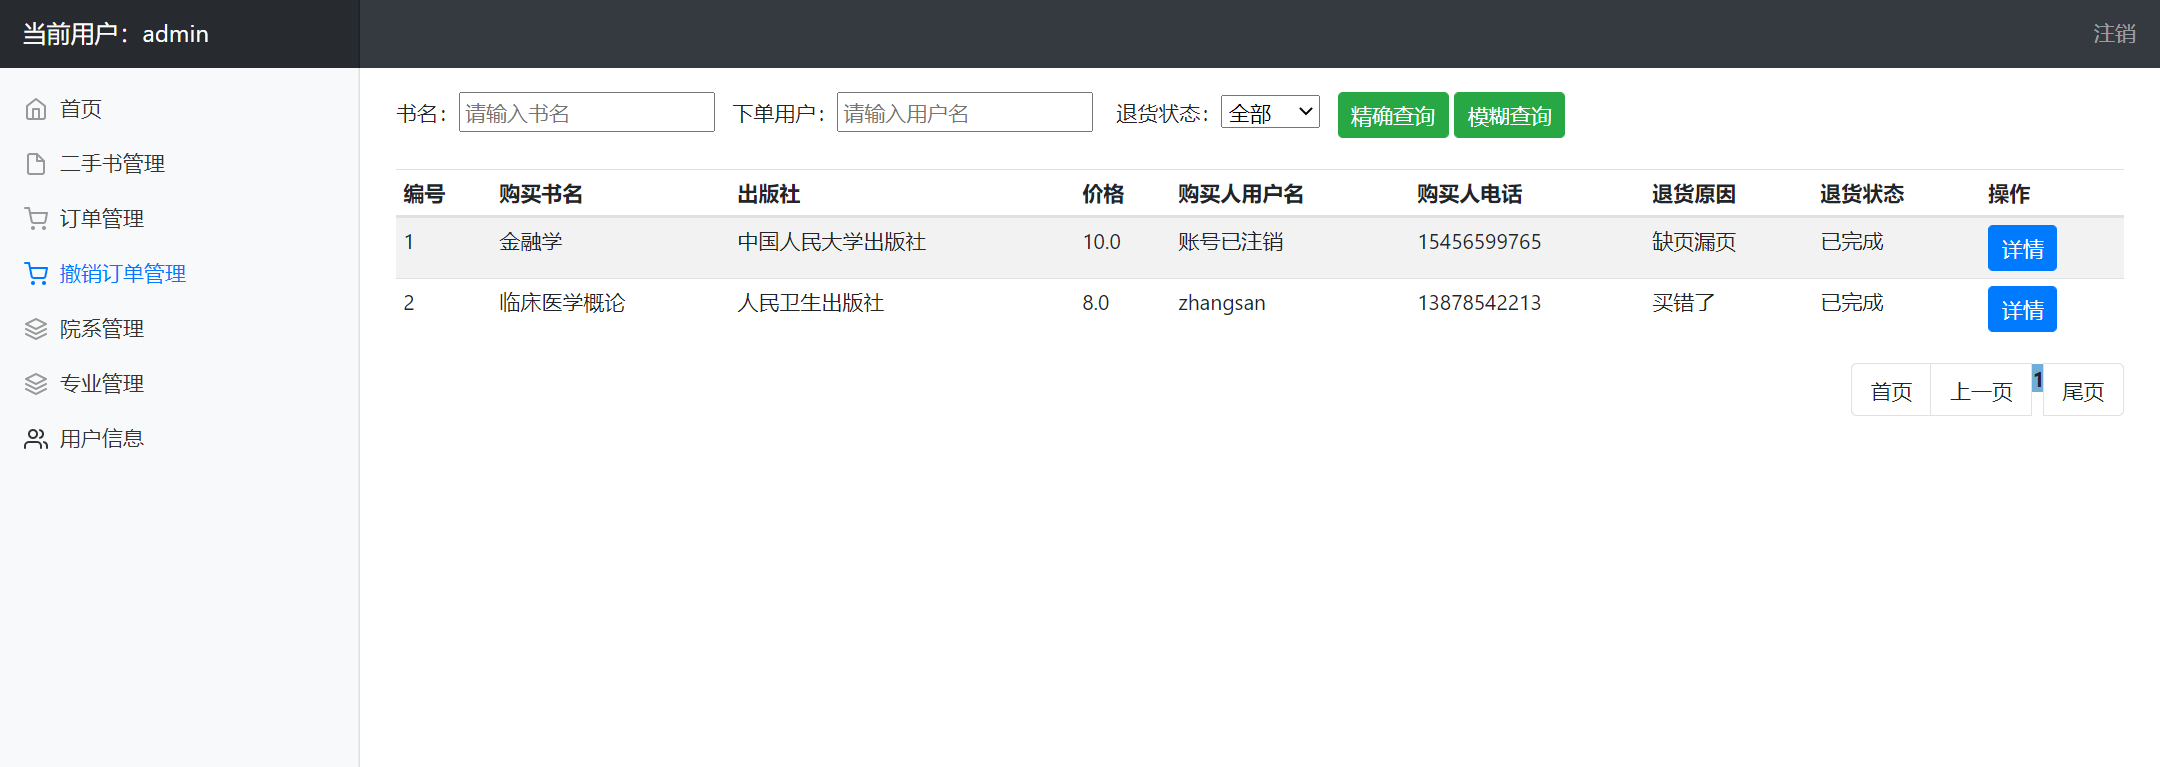 当前用户：admin
注销
首页
二手书管理
订单管理
撤销订单管理
院系管理
专业管理
用户信息
书名： 请输入书名 下单用户： 请输入用户名 退货状态： 全部 精确查询 模糊查询
编号 购买书名 出版社 价格 购买人用户名 购买人电话 退货原因 退货状态 操作
1 金融学 中国人民大学出版社 10.0 账号已注销 15456599765 缺页漏页 已完成 详情
2 临床医学概论 人民卫生出版社 8.0 zhangsan 13878542213 买错了 已完成 详情
首页 上一页 1 尾页